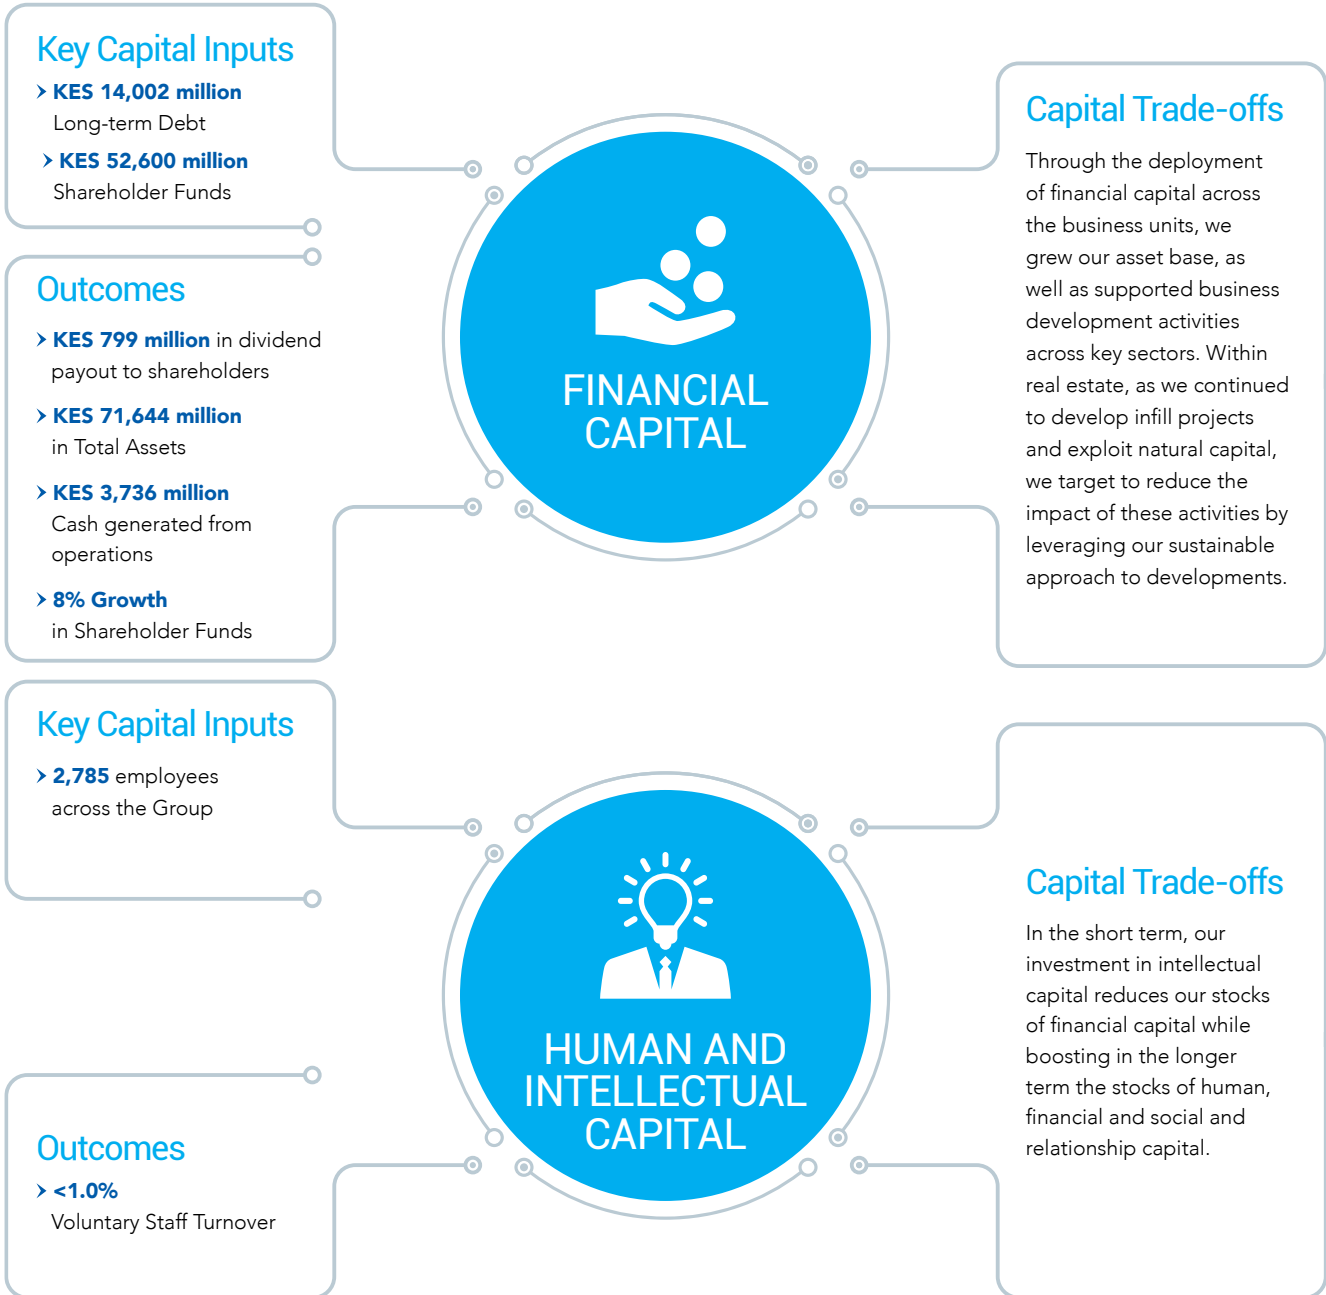 Key Capital Inputs
KES 14,002 million
Long-term Debt
KES 52,600 million
Shareholder Funds
Outcomes
KES 799 million in dividend
payout to shareholders
KES 71,644 million
in Total Assets
KES 3,736 million
Cash generated from
operations
8% Growth
in Shareholder Funds
FINANCIAL
CAPITAL
Capital Trade-offs
Through the deployment
of financial capital across
the business units, we
grew our asset base, as
well as supported business
development activities
across key sectors. Within
real estate, as we continued
to develop infill projects
and exploit natural capital,
we target to reduce the
impact of these activities by
leveraging our sustainable
approach to developments.
Key Capital Inputs
2,785 employees
across the Group
Outcomes
<1.0%
Voluntary Staff Turnover
HUMAN AND
INTELLECTUAL
CAPITAL
Capital Trade-offs
In the short term, our
investment in intellectual
capital reduces our stocks
of financial capital while
boosting in the longer
term the stocks of human,
financial and social and
relationship capital.